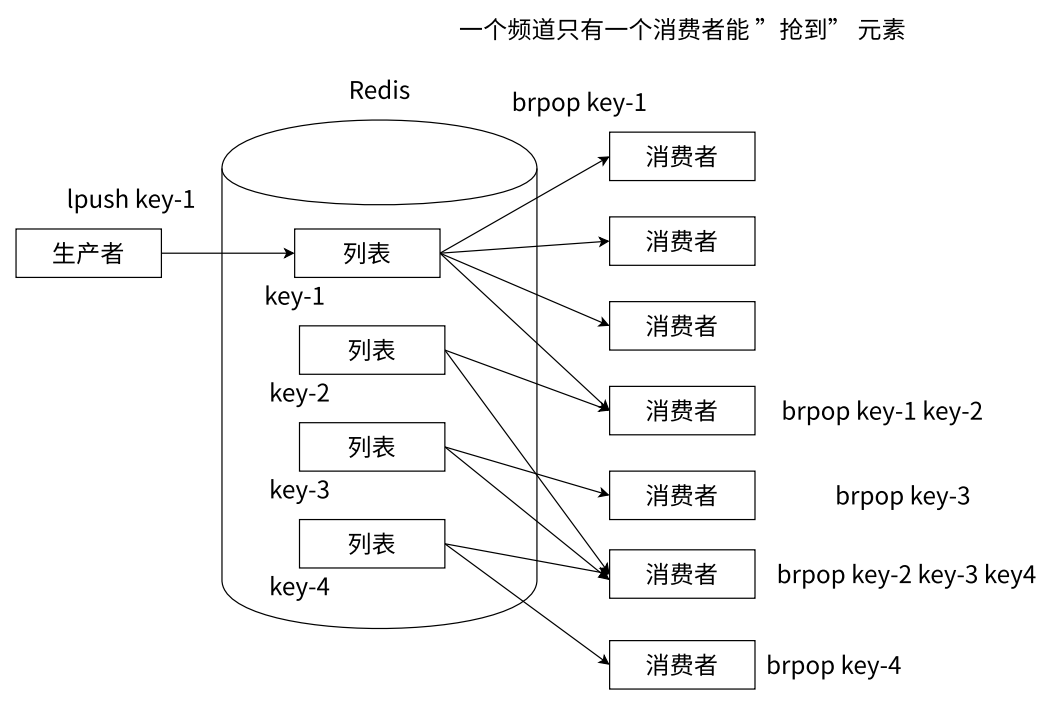 一个频道只有一个消费者能 ”抢到” 元素
Redis
brpop key-1
消费者
lpush key-1
消费者
生产者
列表
key-1
消费者
列表
key-2
消费者
brpop key-1 key-2
列表
key-3
消费者
brpop key-3
列表
key-4
消费者
brpop key-2 key-3 key4
消费者
brpop key-4